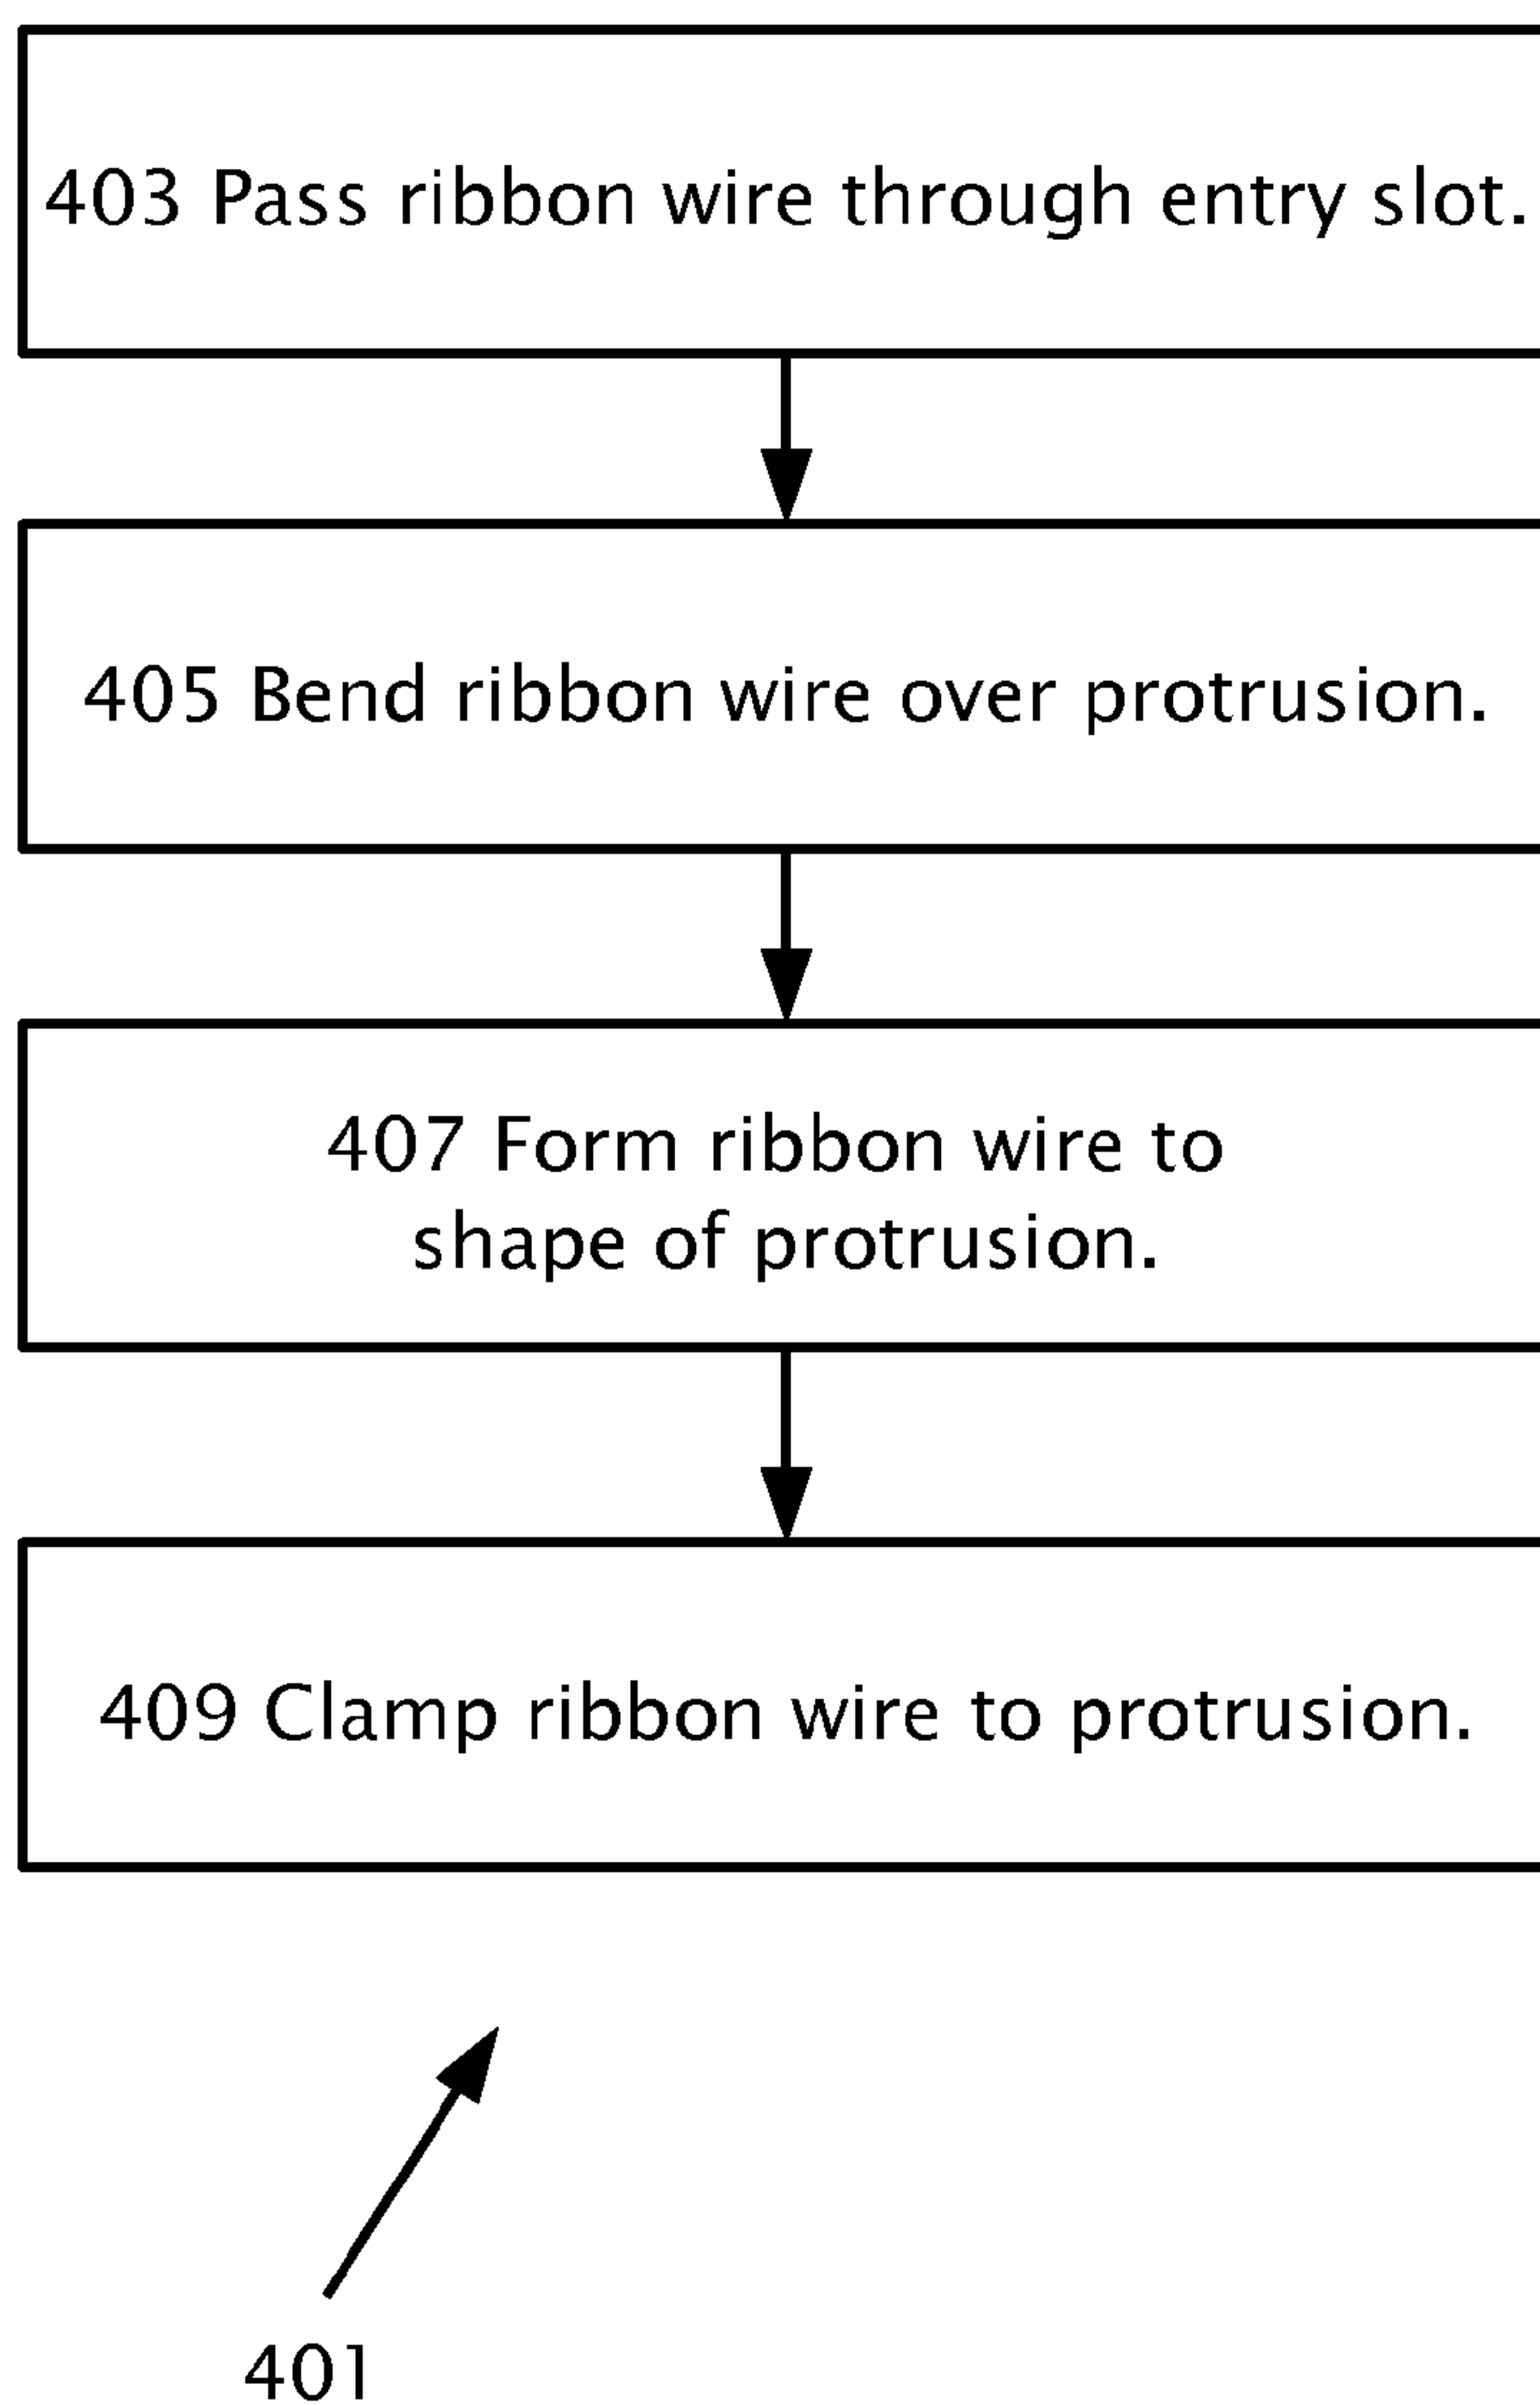 403 Pass ribbon wire through entry slot.
405 Bend ribbon wire over protrusion.
407 Form ribbon wire to
shape of protrusion.
409 Clamp ribbon wire to protrusion.
401